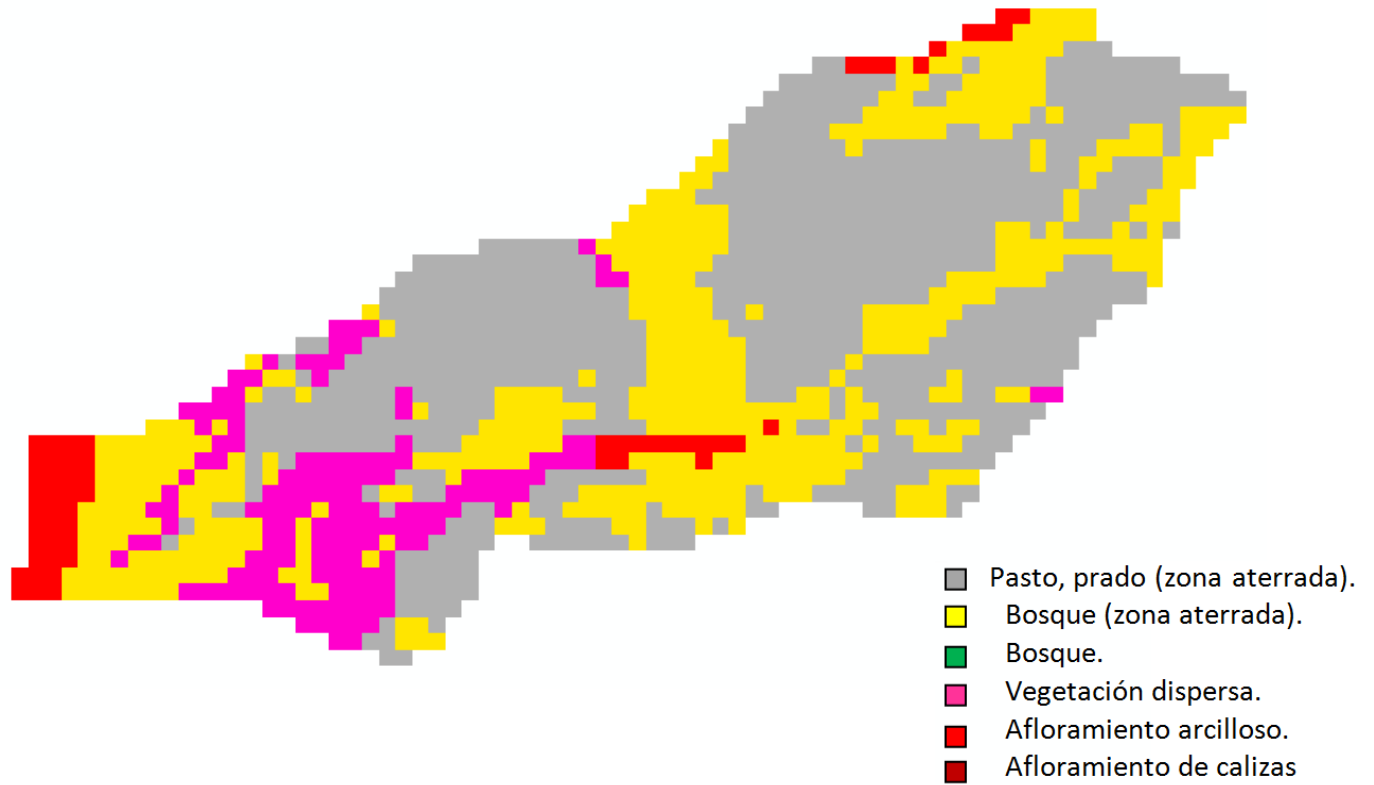 Pasto, prado (zona aterrada).
Bosque (zona aterrada).
Bosque.
Vegetación dispersa.
Afloramiento arcilloso.
Afloramiento de calizas